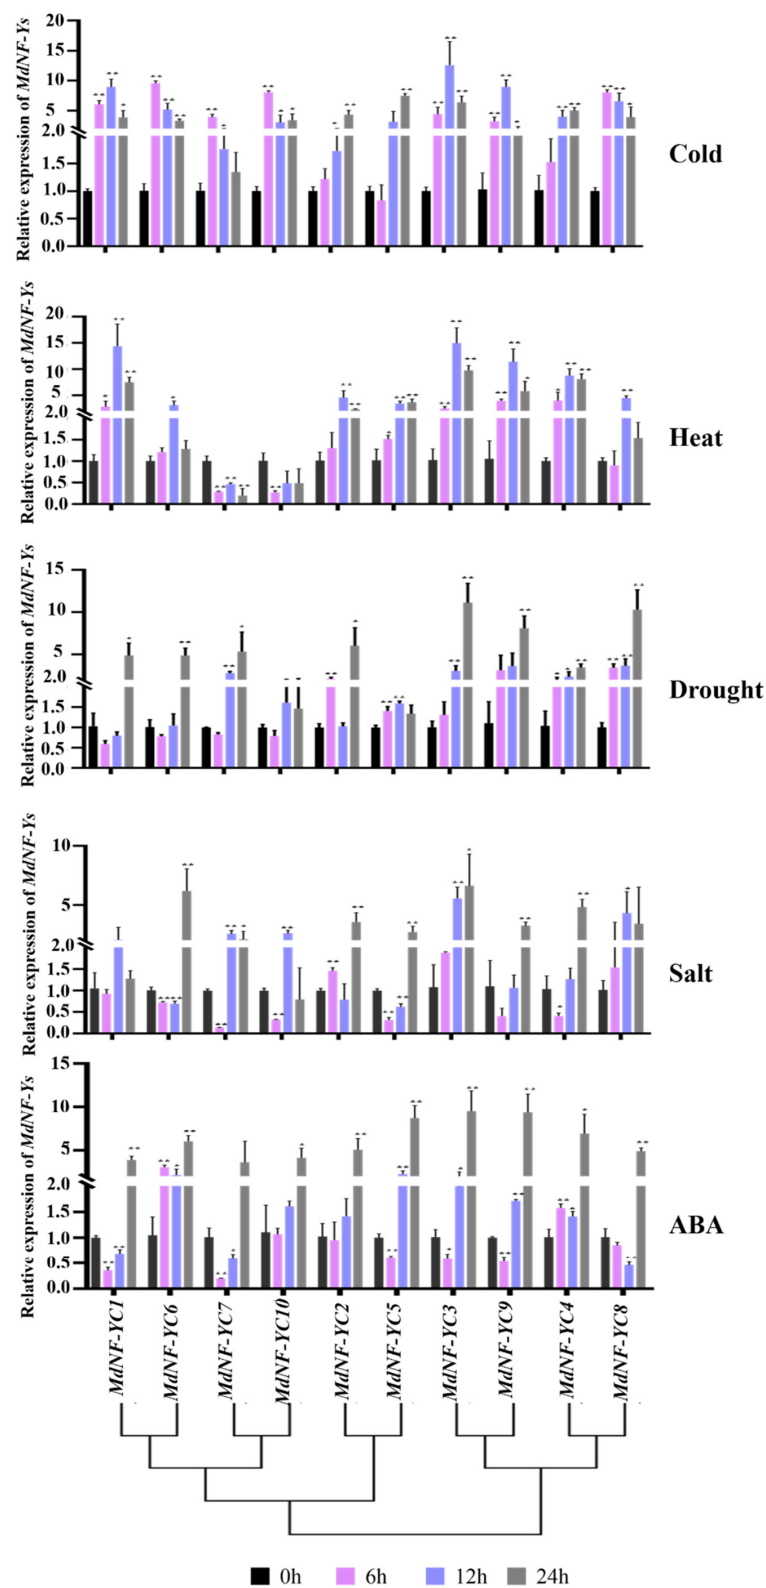 Relative expression of MdNF-Ys
20
15
10
5
2.0
1.5
1.0
0.5
0.0
Cold
Relative expression of MdNF-Ys
20
15
10
5
2.0
1.5
1.0
0.5
0.0
Heat
Relative expression of MdNF-Ys
15
10
5
2.0
1.5
1.0
0.5
0.0
Drought
Relative expression of MdNF-Ys
10
5
2.0
1.5
1.0
0.5
0.0
Salt
Relative expression of MdNF-Ys
15
10
5
2.0
1.5
1.0
0.5
0.0
ABA
MdNF-YC1
MdNF-YC6
MdNF-YC7
MdNF-YC10
MdNF-YC2
MdNF-YC5
MdNF-YC3
MdNF-YC9
MdNF-YC4
MdNF-YC8
0h 6h 12h 24h